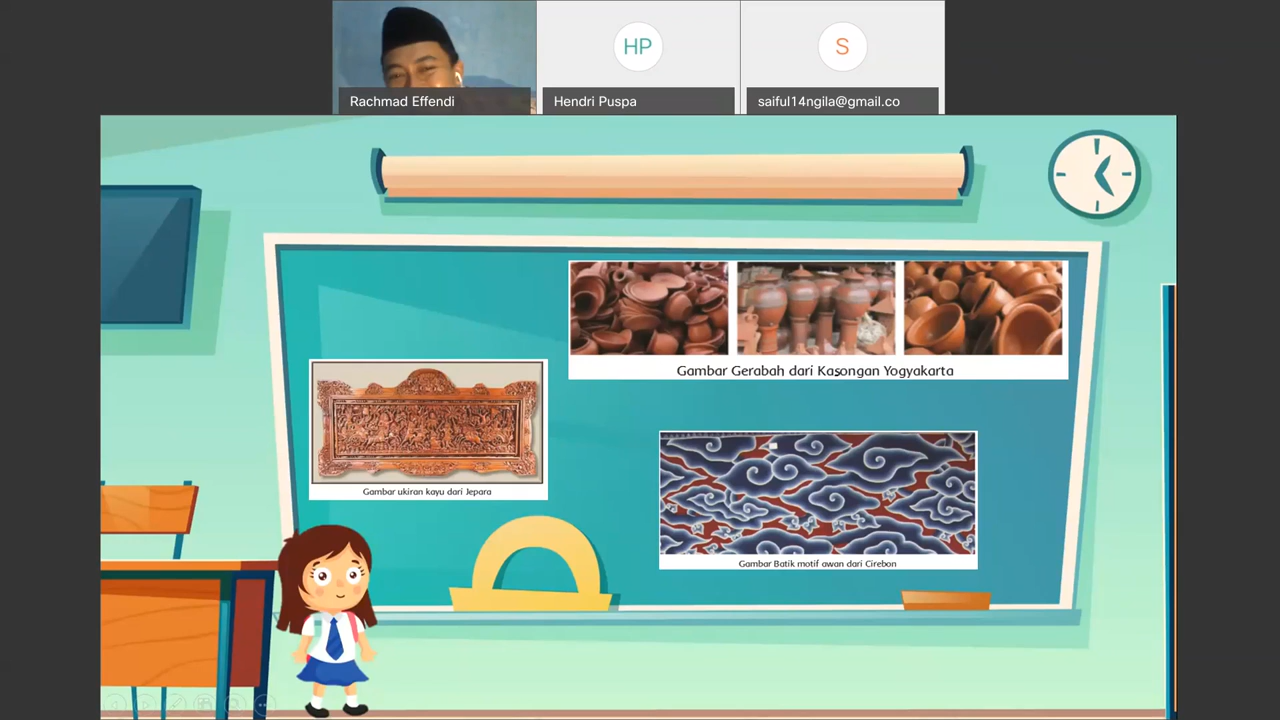 Rachmad Effendi
HP
Hendri Puspa
S
saiful14ngila@gmail.co
Gambar Gerabah dari Kasongan Yogyakarta
Gambar ukiran kayu dari Jepara
Gambar Batik motif awan dari Cirebon